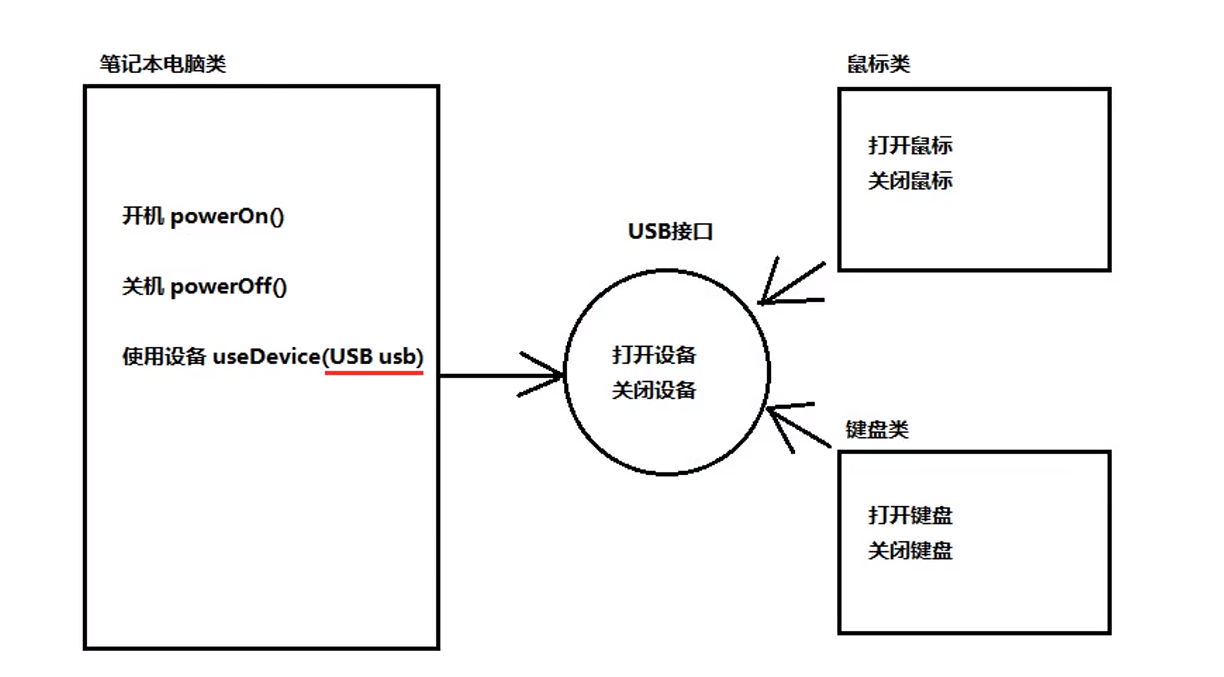 笔记本电脑类
开机 powerOn()
关机 powerOff()
使用设备 useDevice(USB usb)
USB接口
打开设备
关闭设备
鼠标类
打开鼠标
关闭鼠标
键盘类
打开键盘
关闭键盘